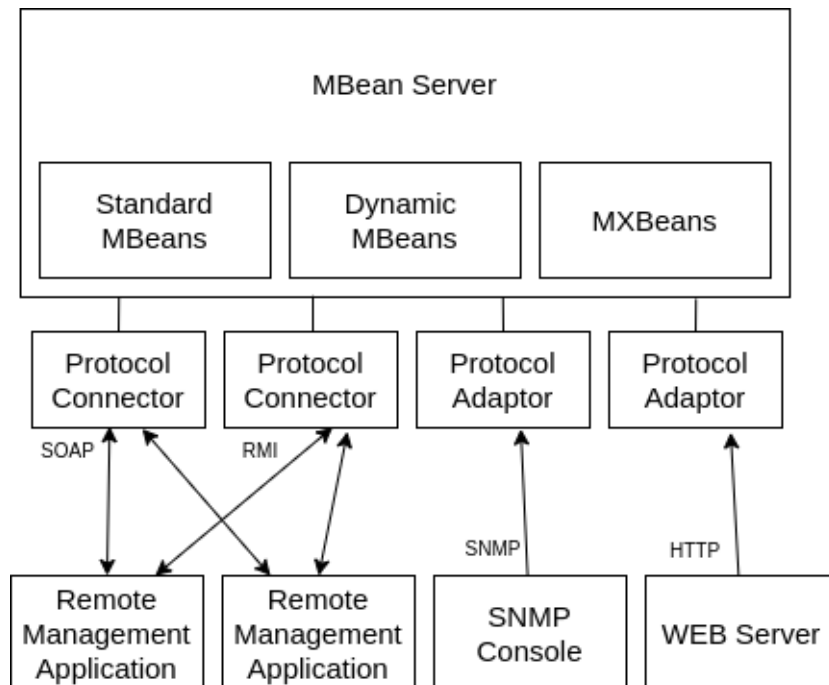 MBean Server
Standard
MBeans
Dynamic
MBeans
MXBeans
Protocol
Connector
Protocol
Connector
Protocol
Adaptor
Protocol
Adaptor
SOAP
RMI
SNMP
HTTP
Remote
Management
Application
Remote
Management
Application
SNMP
Console
WEB Server